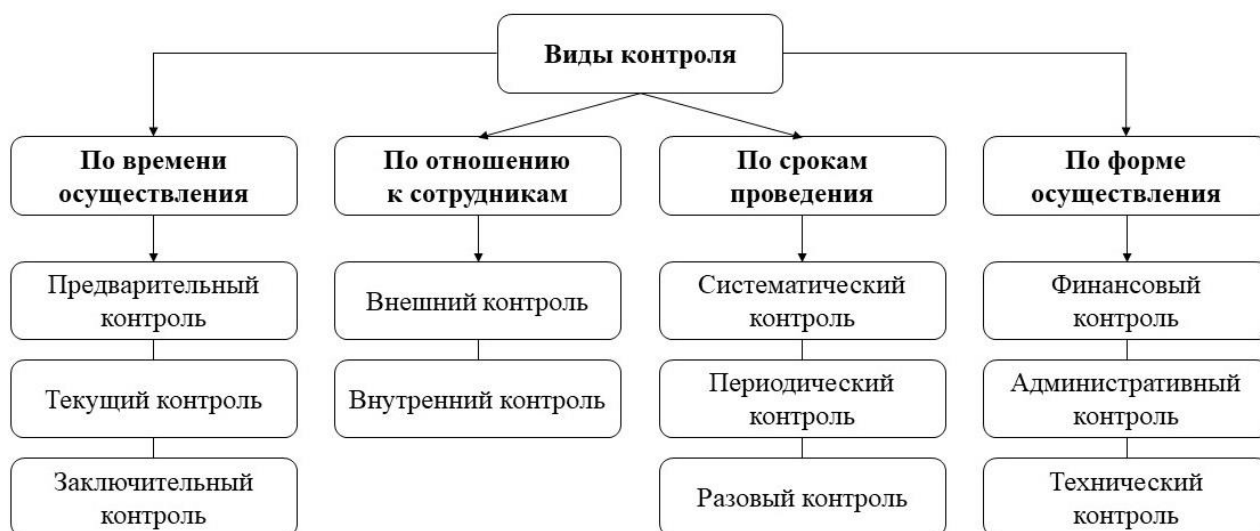 Виды контроля
По времени
осуществления
Предварительный
контроль
Текущий контроль
Заключительный
контроль
По отношению
к сотрудникам
Внешний контроль
Внутренний контроль
По срокам
проведения
Систематический
контроль
Периодический
контроль
Разовый контроль
По форме
осуществления
Финансовый
контроль
Административный
контроль
Технический
контроль